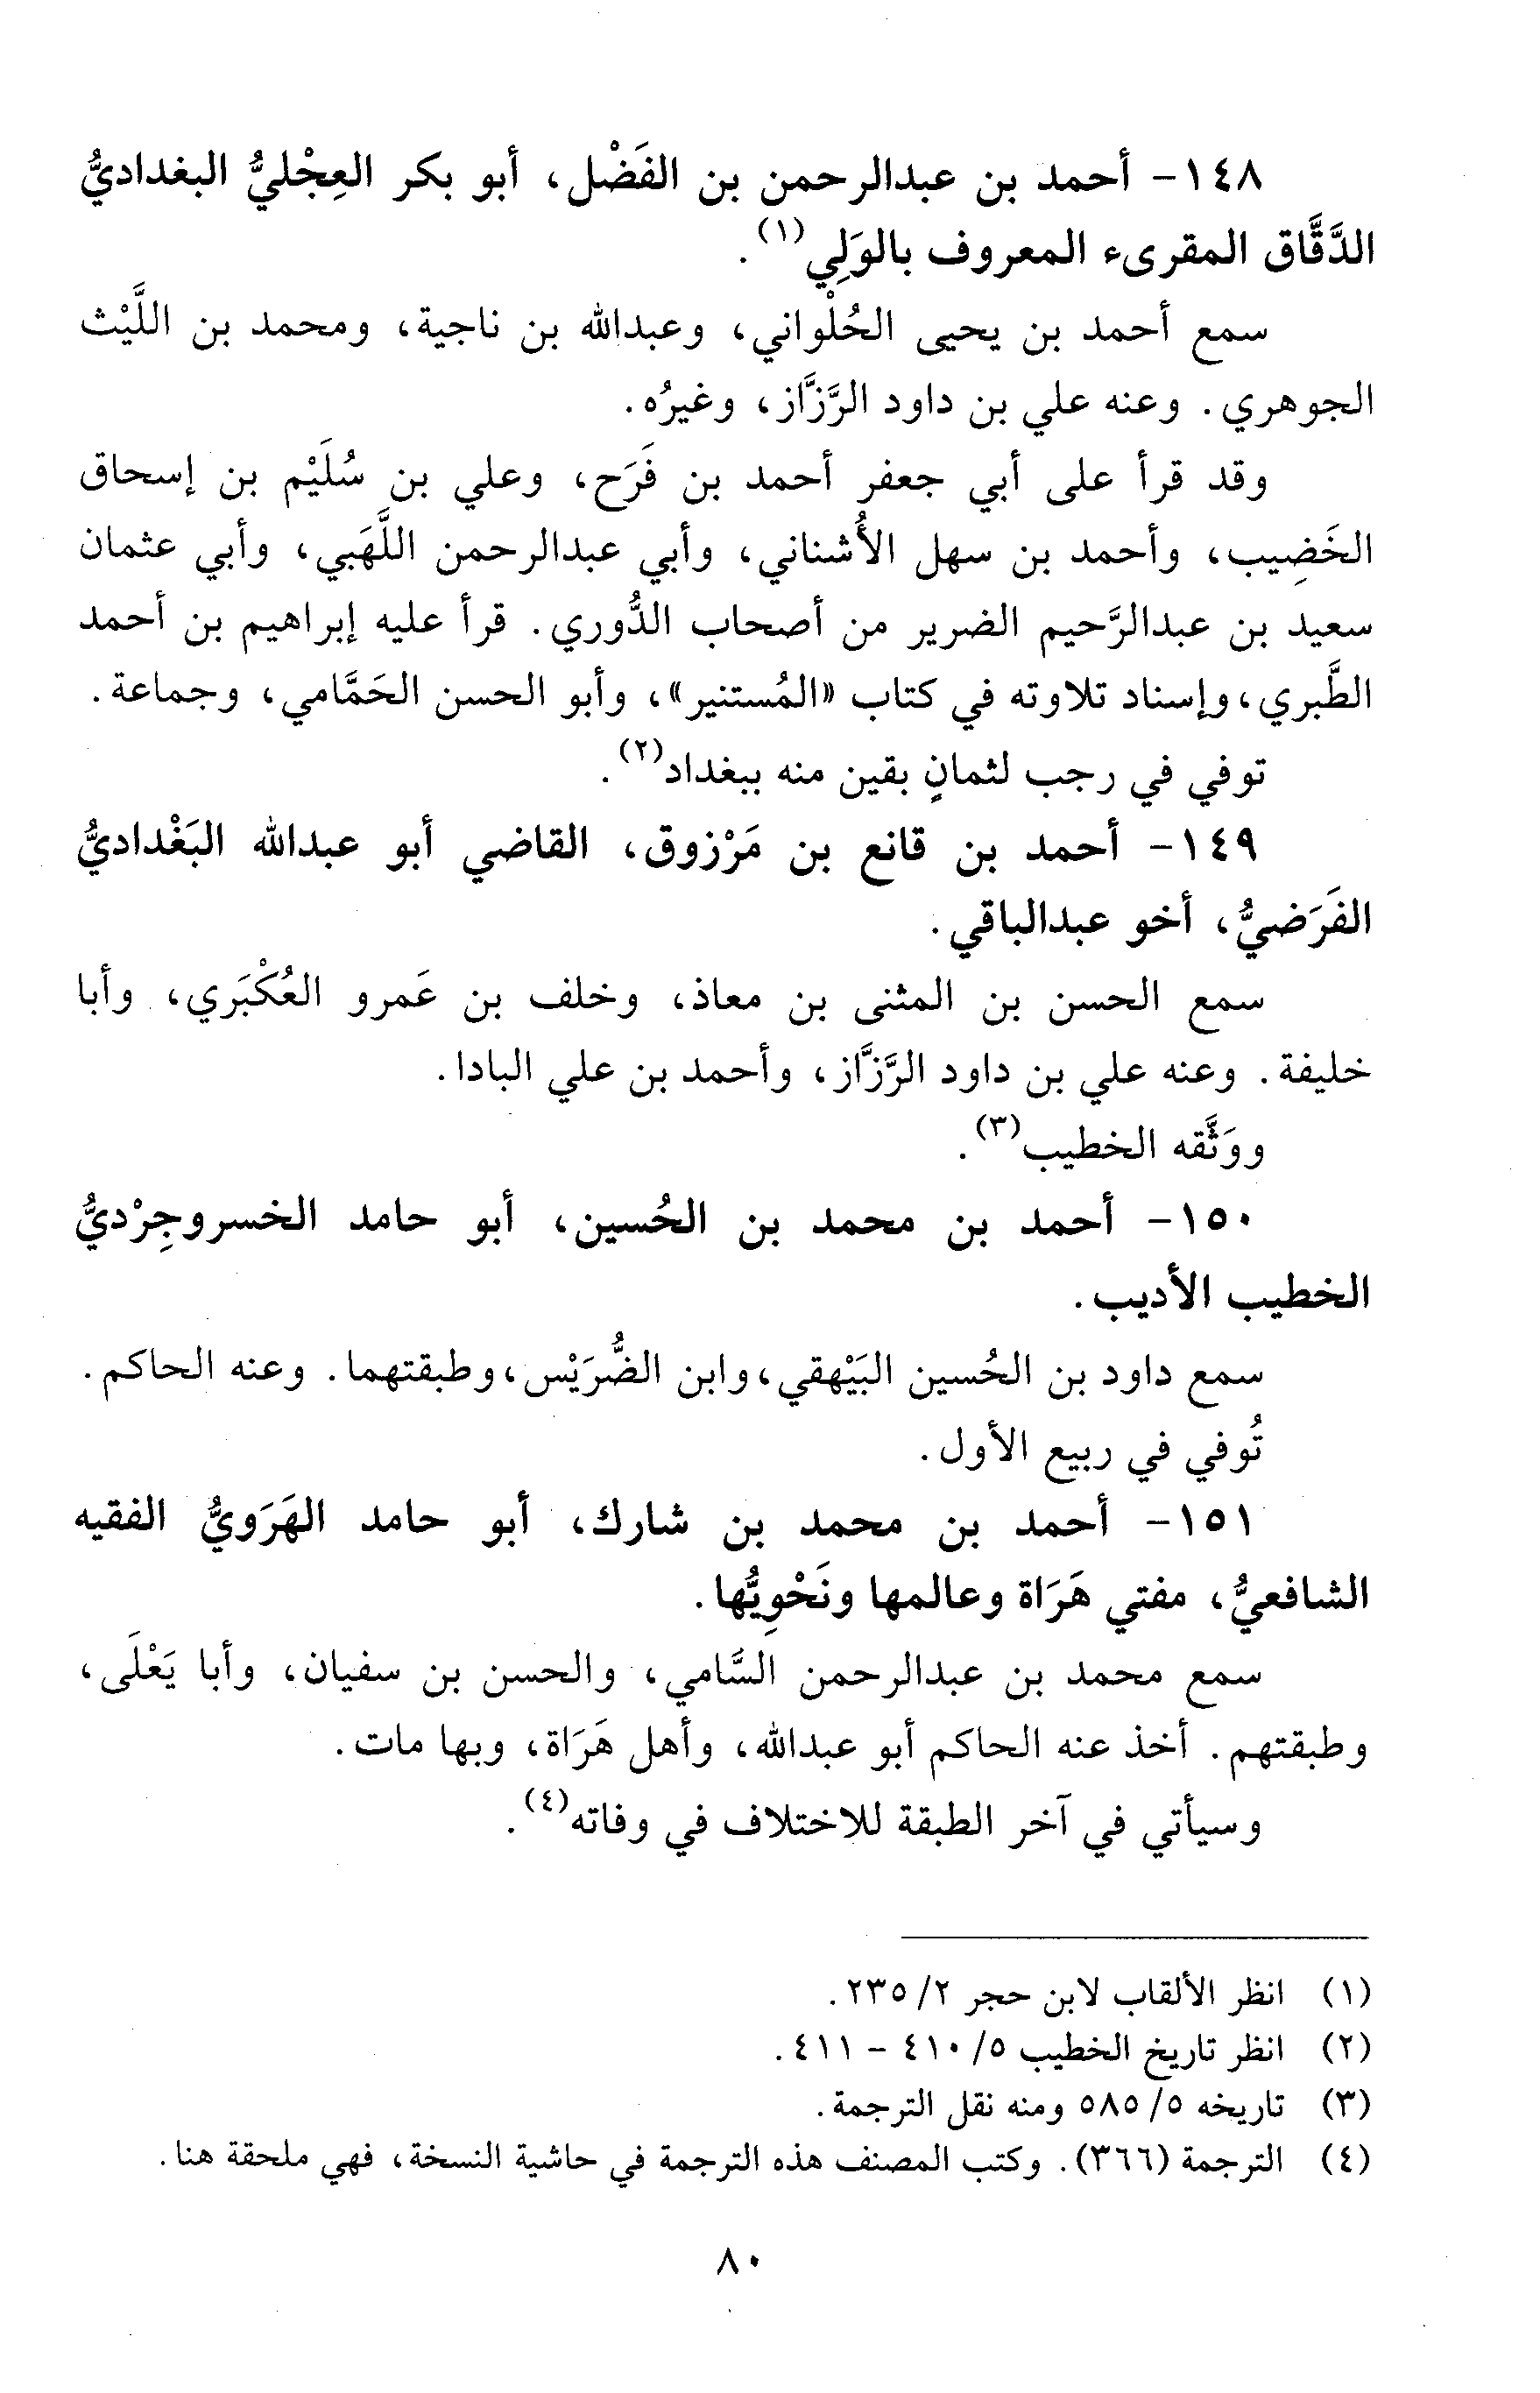 ١٤٨- أحمد بن عبدالرحمن بن الفَضْل، أبو بكر العِجْليُّ البغداديُّ
الدَّقَّاق المقرىء المعروف بالوَلِي(١).
سمع أحمد بن يحيى الحُلْواني، وعبدالله بن ناجية، ومحمد بن اللَّيْث
الجوهري. وعنه علي بن داود الرَّزَّاز، وغيرُه.
وقد قرأ على أبي جعفر أحمد بن فَرَح، وعلي بن سُلَيْم بن إسحاق
الخَضِيب، وأحمد بن سهل الأُشناني، وأبي عبدالرحمن اللَّهَبي، وأبي عثمان
سعيد بن عبدالرَّحيم الضرير من أصحاب الدُّوري. قرأ عليه إبراهيم بن أحمد
الطَّبري، وإسناد تلاوته في كتاب «المُستنير»، وأبو الحسن الحَمَّامي، وجماعة.
توفي في رجب لثمانٍ بقين منه ببغداد(٢).
١٤٩- أحمد بن قانع بن مَرْزوق، القاضي أبو عبدالله البَغْداديُّ
الفَرَضيُّ، أخو عبدالباقي.
سمع الحسن بن المثنى بن معاذ، وخلف بن عَمرو العُكْبَري، وأبا
خليفة. وعنه علي بن داود الرَّزَّاز، وأحمد بن علي البادا.
ووَثَّقه الخطيب(٣).
١٥٠- أحمد بن محمد بن الحُسين، أبو حامد الخسروجِرْديُّ
الخطيب الأديب.
سمع داود بن الحُسين البَيْهقي، وابن الضُّرَيْس، وطبقتهما. وعنه الحاكم.
تُوفي في ربيع الأول.
١٥١- أحمد بن محمد بن شارك، أبو حامد الهَرَويُّ الفقيه
الشافعيُّ، مفتي هَرَاة وعالمها ونَحْوِيُّها.
سمع محمد بن عبدالرحمن السَّامي، والحسن بن سفيان، وأبا يَعْلَى،
وطبقتهم. أخذ عنه الحاكم أبو عبدالله، وأهل هَرَاة، وبها مات.
وسيأتي في آخر الطبقة للاختلاف في وفاته(٤).
(١) انظر الألقاب لابن حجر ٢/ ٢٣٥.
(٢) انظر تاريخ الخطيب ٥/ ٤١٠ - ٤١١.
(٣) تاريخه ٥/ ٥٨٥ ومنه نقل الترجمة.
(٤) الترجمة (٣٦٦). وكتب المصنف هذه الترجمة في حاشية النسخة، فهي ملحقة هنا.
٨٠